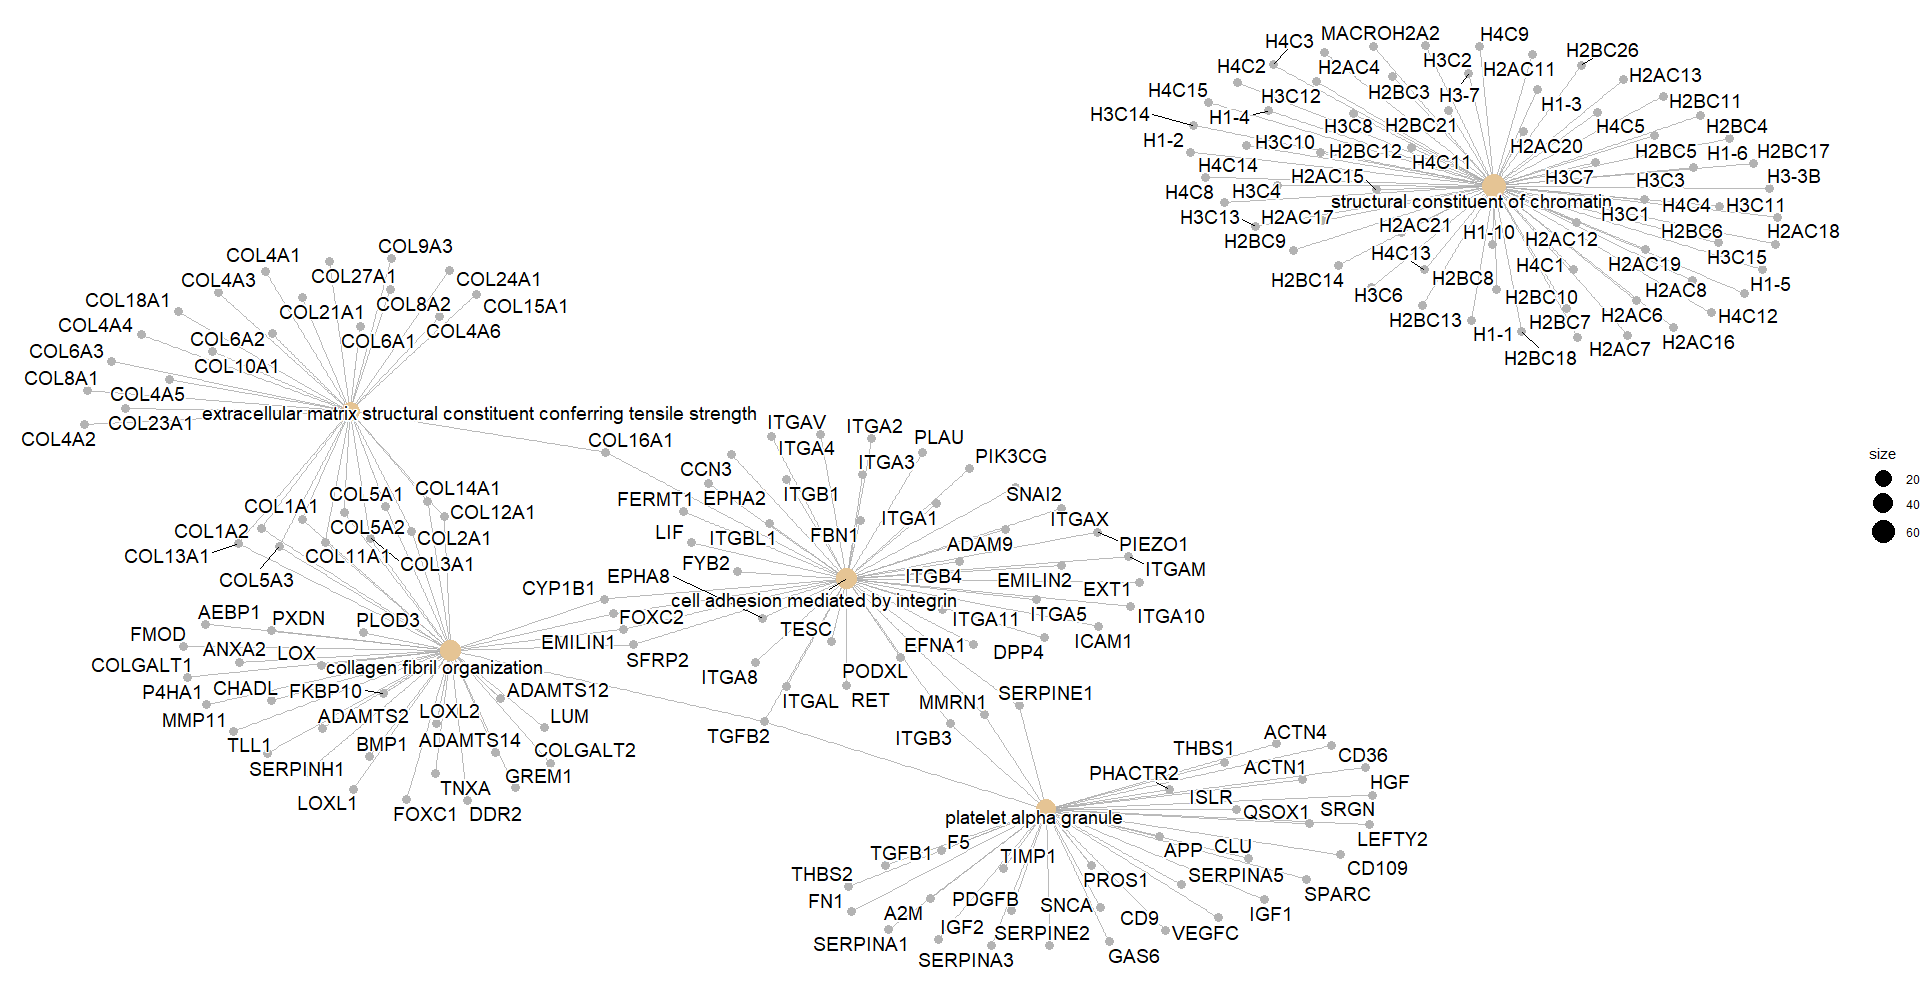 MACROH2A2
H4C9
H4C3
H2BC26
H3C2
H4C2
H2AC4
H2AC11
H2AC13
H4C15
H3C12
H2BC3
H3-7
H1-3
H2BC11
H3C14
H1-4
H3C8
H2BC21
H4C5
H2BC4
H1-2
H3C10
H2BC12
H4C11
H2AC20
H2BC5
H1-6
H2BC17
H4C14
H2AC15
H3C7
H3C3
H3-3B
H4C8
H3C4
structural constituent of chromatin
H4C4
H3C11
H3C13
H2AC17
H3C1
H2AC21
H1-10
H2AC12
H2BC6
H2AC18
H2BC9
H4C13
H2AC19
H3C15
H2BC14
H2BC8
H4C1
H2AC8
H1-5
H3C6
H2BC10
H2AC6
H4C12
H2BC13
H1-1
H2BC7
H2AC7
H2AC16
H2BC18
COL9A3
COL4A1
COL4A3
COL27A1
COL24A1
COL18A1
COL21A1
COL8A2
COL15A1
COL4A4
COL6A2
COL6A1
COL4A6
COL6A3
COL10A1
COL8A1
COL4A5
extracellular matrix structural constituent conferring tensile strength
COL23A1
COL4A2
COL16A1
ITGAV
ITGA2
ITGA4
PLAU
ITGA3
PIK3CG
CCN3
FERMT1
EPHA2
ITGB1
SNAI2
ITGA1
ITGAX
LIF
ITGBL1
FBN1
ADAM9
PIEZO1
FYB2
ITGAM
EPHA8
ITGB4
EMILIN2
EXT1
CYP1B1
cell adhesion mediated by integrin
ITGA10
FOXC2
ITGA11
ITGA5
TESC
ICAM1
EMILIN1
EFNA1
DPP4
SFRP2
ITGA8
PODXL
ITGAL
RET
SERPINE1
MMRN1
TGFB2
ITGB3
COL14A1
COL5A1
COL1A1
COL12A1
COL1A2
COL5A2
COL2A1
COL13A1
COL11A1
COL3A1
COL5A3
AEBP1
PXDN
PLOD3
FMOD
ANXA2
LOX
COLGALT1
collagen fibril organization
P4HA1
CHADL
FKBP10
ADAMTS12
MMP11
ADAMTS2
LOXL2
LUM
TLL1
BMP1
ADAMTS14
COLGALT2
SERPINH1
GREM1
LOXL1
TNXA
FOXC1
DDR2
ACTN4
THBS1
CD36
PHACTR2
ACTN1
HGF
ISLR
QSOX1
SRGN
platelet alpha granule
LEFTY2
F5
TGFB1
TIMP1
APP
CLU
CD109
THBS2
PROS1
SERPINA5
SPARC
FN1
PDGFB
SNCA
A2M
IGF2
CD9
IGF1
SERPINA1
SERPINE2
VEGFC
SERPINA3
GAS6
size
20
40
60